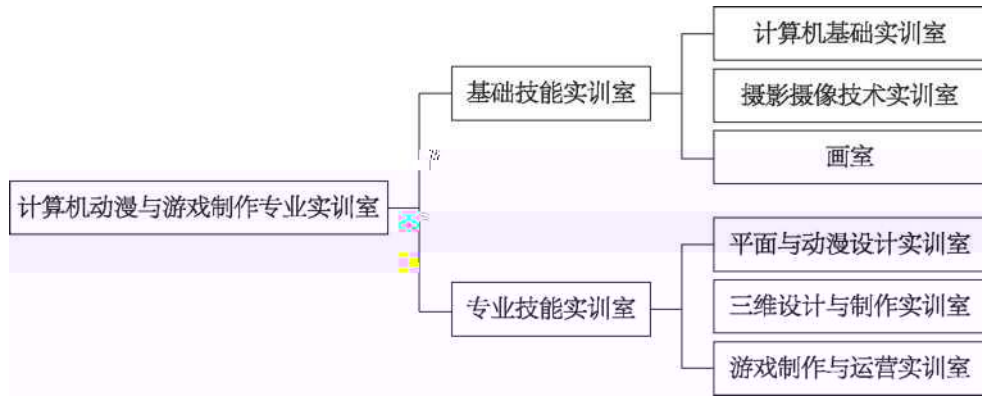 计算机基础实训室
基础技能实训室
摄影摄像技术实训室
画室
计算机动漫与游戏制作专业实训室
平面与动漫设计实训室
专业技能实训室
三维设计与制作实训室
游戏制作与运营实训室